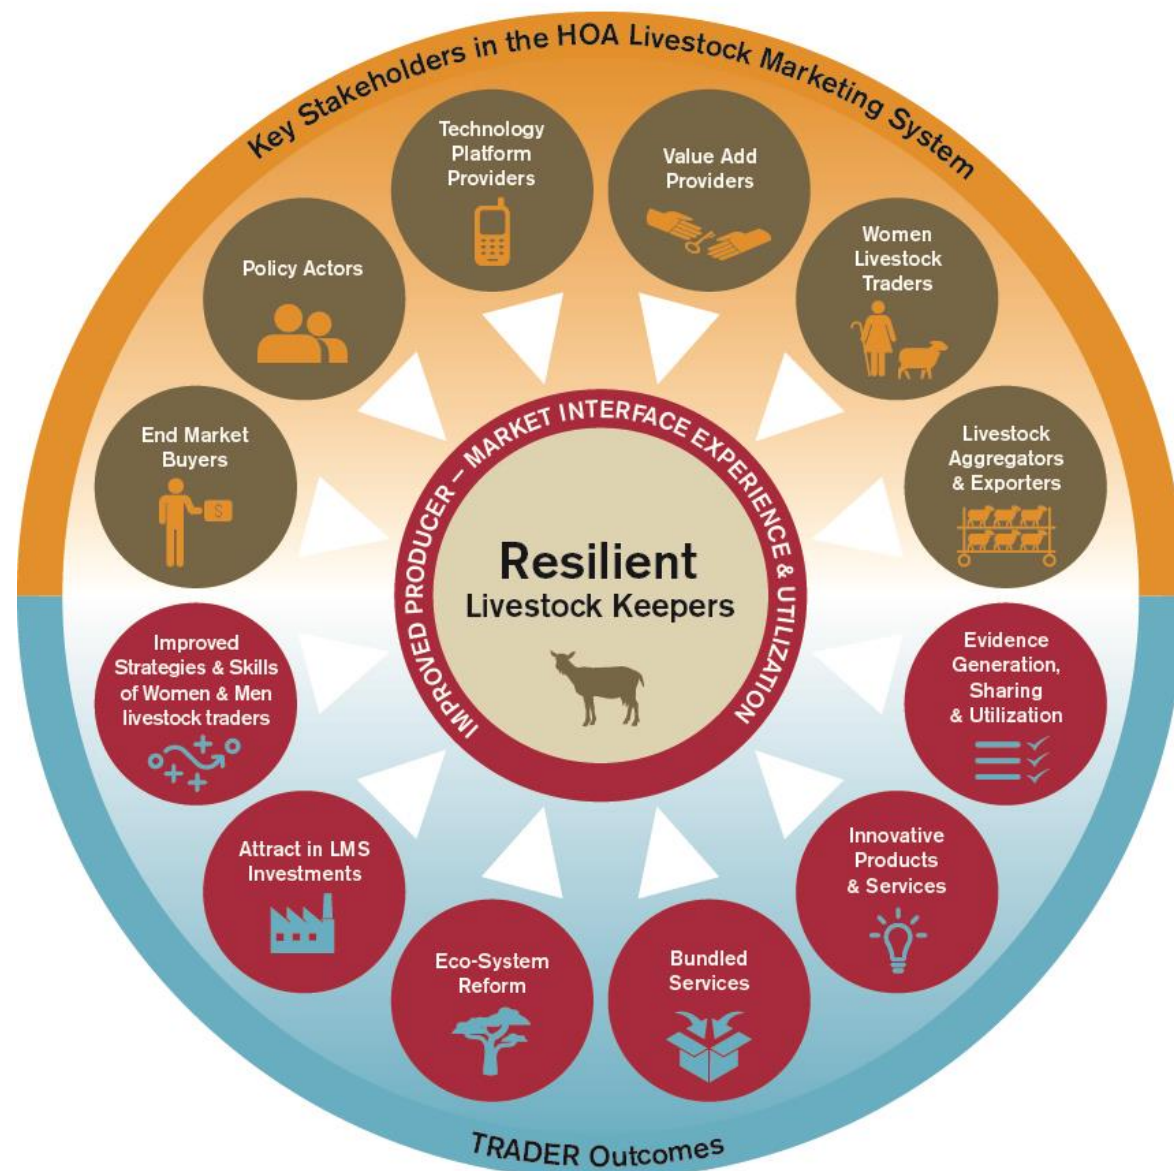 Key Stakeholders in the HOA Livestock Marketing System
Technology
Platform
Providers
Value Add
Providers
Policy Actors
Women
Livestock
Traders
End Market
Buyers
$
Livestock
Aggregators
& Exporters
IMPROVED PRODUCER – MARKET INTERFACE EXPERIENCE & UTILIZATION
Resilient
Livestock Keepers
Improved
Strategies & Skills
of Women & Men
livestock traders
Evidence
Generation,
Sharing
& Utilization
Attract in LMS
Investments
Innovative
Products
& Services
Eco-System
Reform
Bundled
Services
TRADER Outcomes